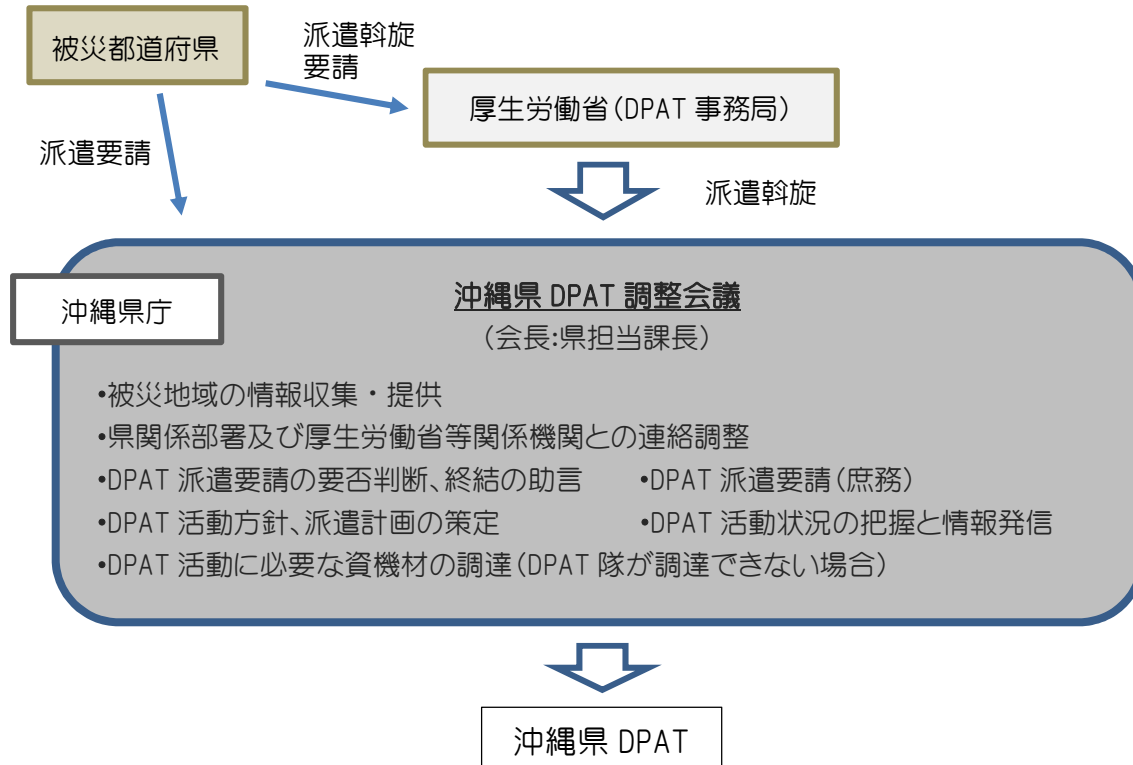 被災都道府県
派遣斡旋
要請
厚生労働省(DPAT 事務局)
派遣要請
派遣斡旋
沖縄県庁
沖縄県 DPAT 調整会議
(会長:県担当課長)
•被災地域の情報収集・提供
•県関係部署及び厚生労働省等関係機関との連絡調整
•DPAT 派遣要請の要否判断、終結の助言 •DPAT 派遣要請(庶務)
•DPAT 活動方針、派遣計画の策定 •DPAT 活動状況の把握と情報発信
•DPAT 活動に必要な資機材の調達(DPAT 隊が調達できない場合)
沖縄県 DPAT